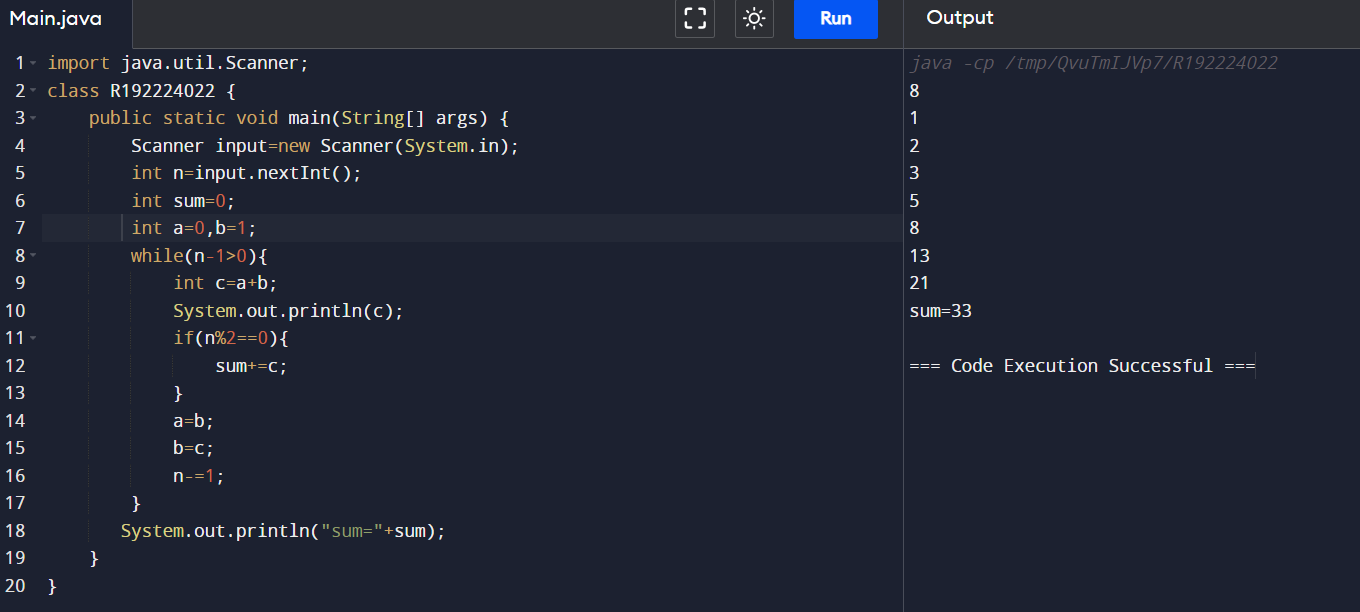 Main.java
Run
Output
1 import java.util.Scanner;
2 class R192224022 {
3 public static void main(String[] args) {
4 Scanner input=new Scanner(System.in);
5 int n=input.nextInt();
6 int sum=0;
7 int a=0,b=1;
8 while(n-1>0){
9 int c=a+b;
10 System.out.println(c);
11 if(n%2==0){
12 sum+=c;
13 }
14 a=b;
15 b=c;
16 n-=1;
17 }
18 System.out.println("sum="+sum);
19 }
20 }
java -cp /tmp/QvuTmIJVp7/R192224022
8
1
2
3
5
8
13
21
sum=33
=== Code Execution Successful ===